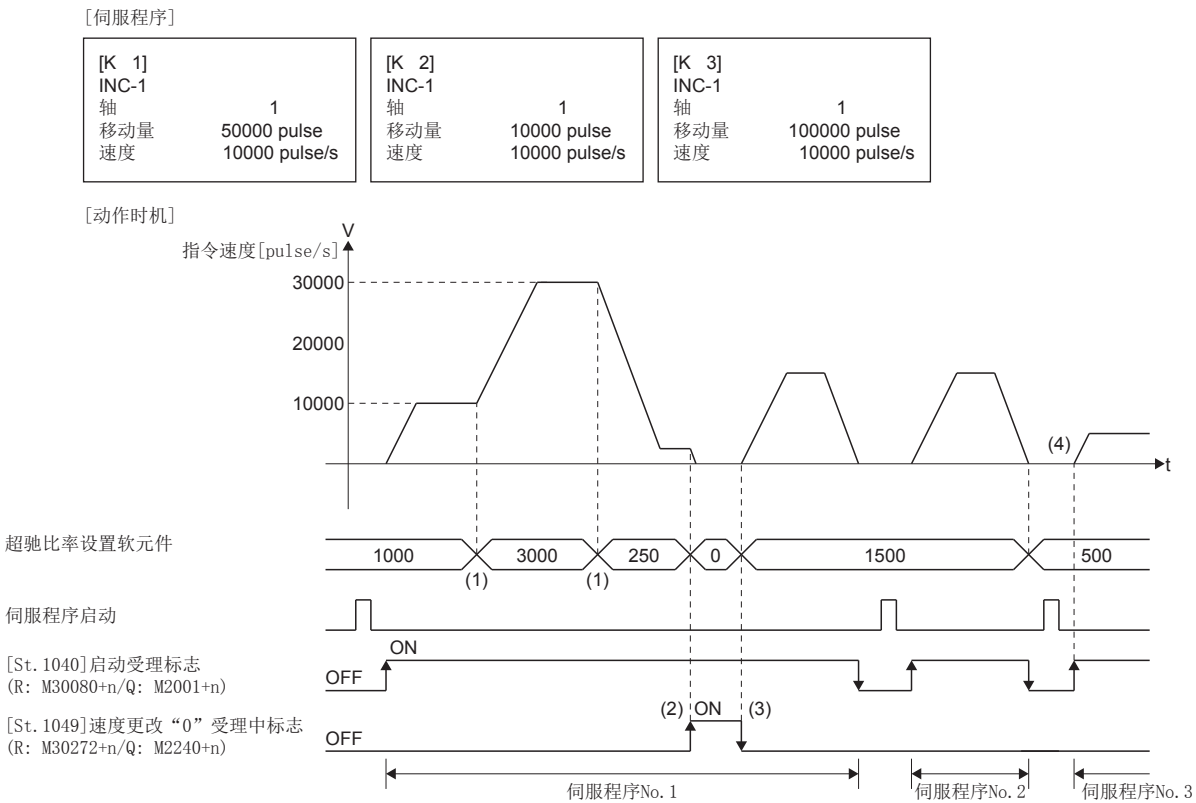 [伺服程序]
[K 1]
INC-1
轴 1
移动量 50000 pulse
速度 10000 pulse/s
[K 2]
INC-1
轴 1
移动量 10000 pulse
速度 10000 pulse/s
[K 3]
INC-1
轴 1
移动量 100000 pulse
速度 10000 pulse/s
[动作时机]
V
指令速度[pulse/s]
30000
20000
10000
(4)
t
超驰比率设置软元件
1000 3000 250 0 1500 500
(1) (1)
伺服程序启动
ON
[St.1040]启动受理标志
(R: M30080+n/Q: M2001+n)
OFF
(2) ON (3)
[St.1049]速度更改“0”受理中标志
(R: M30272+n/Q: M2240+n)
OFF
伺服程序No.1 伺服程序No.2 伺服程序No.3